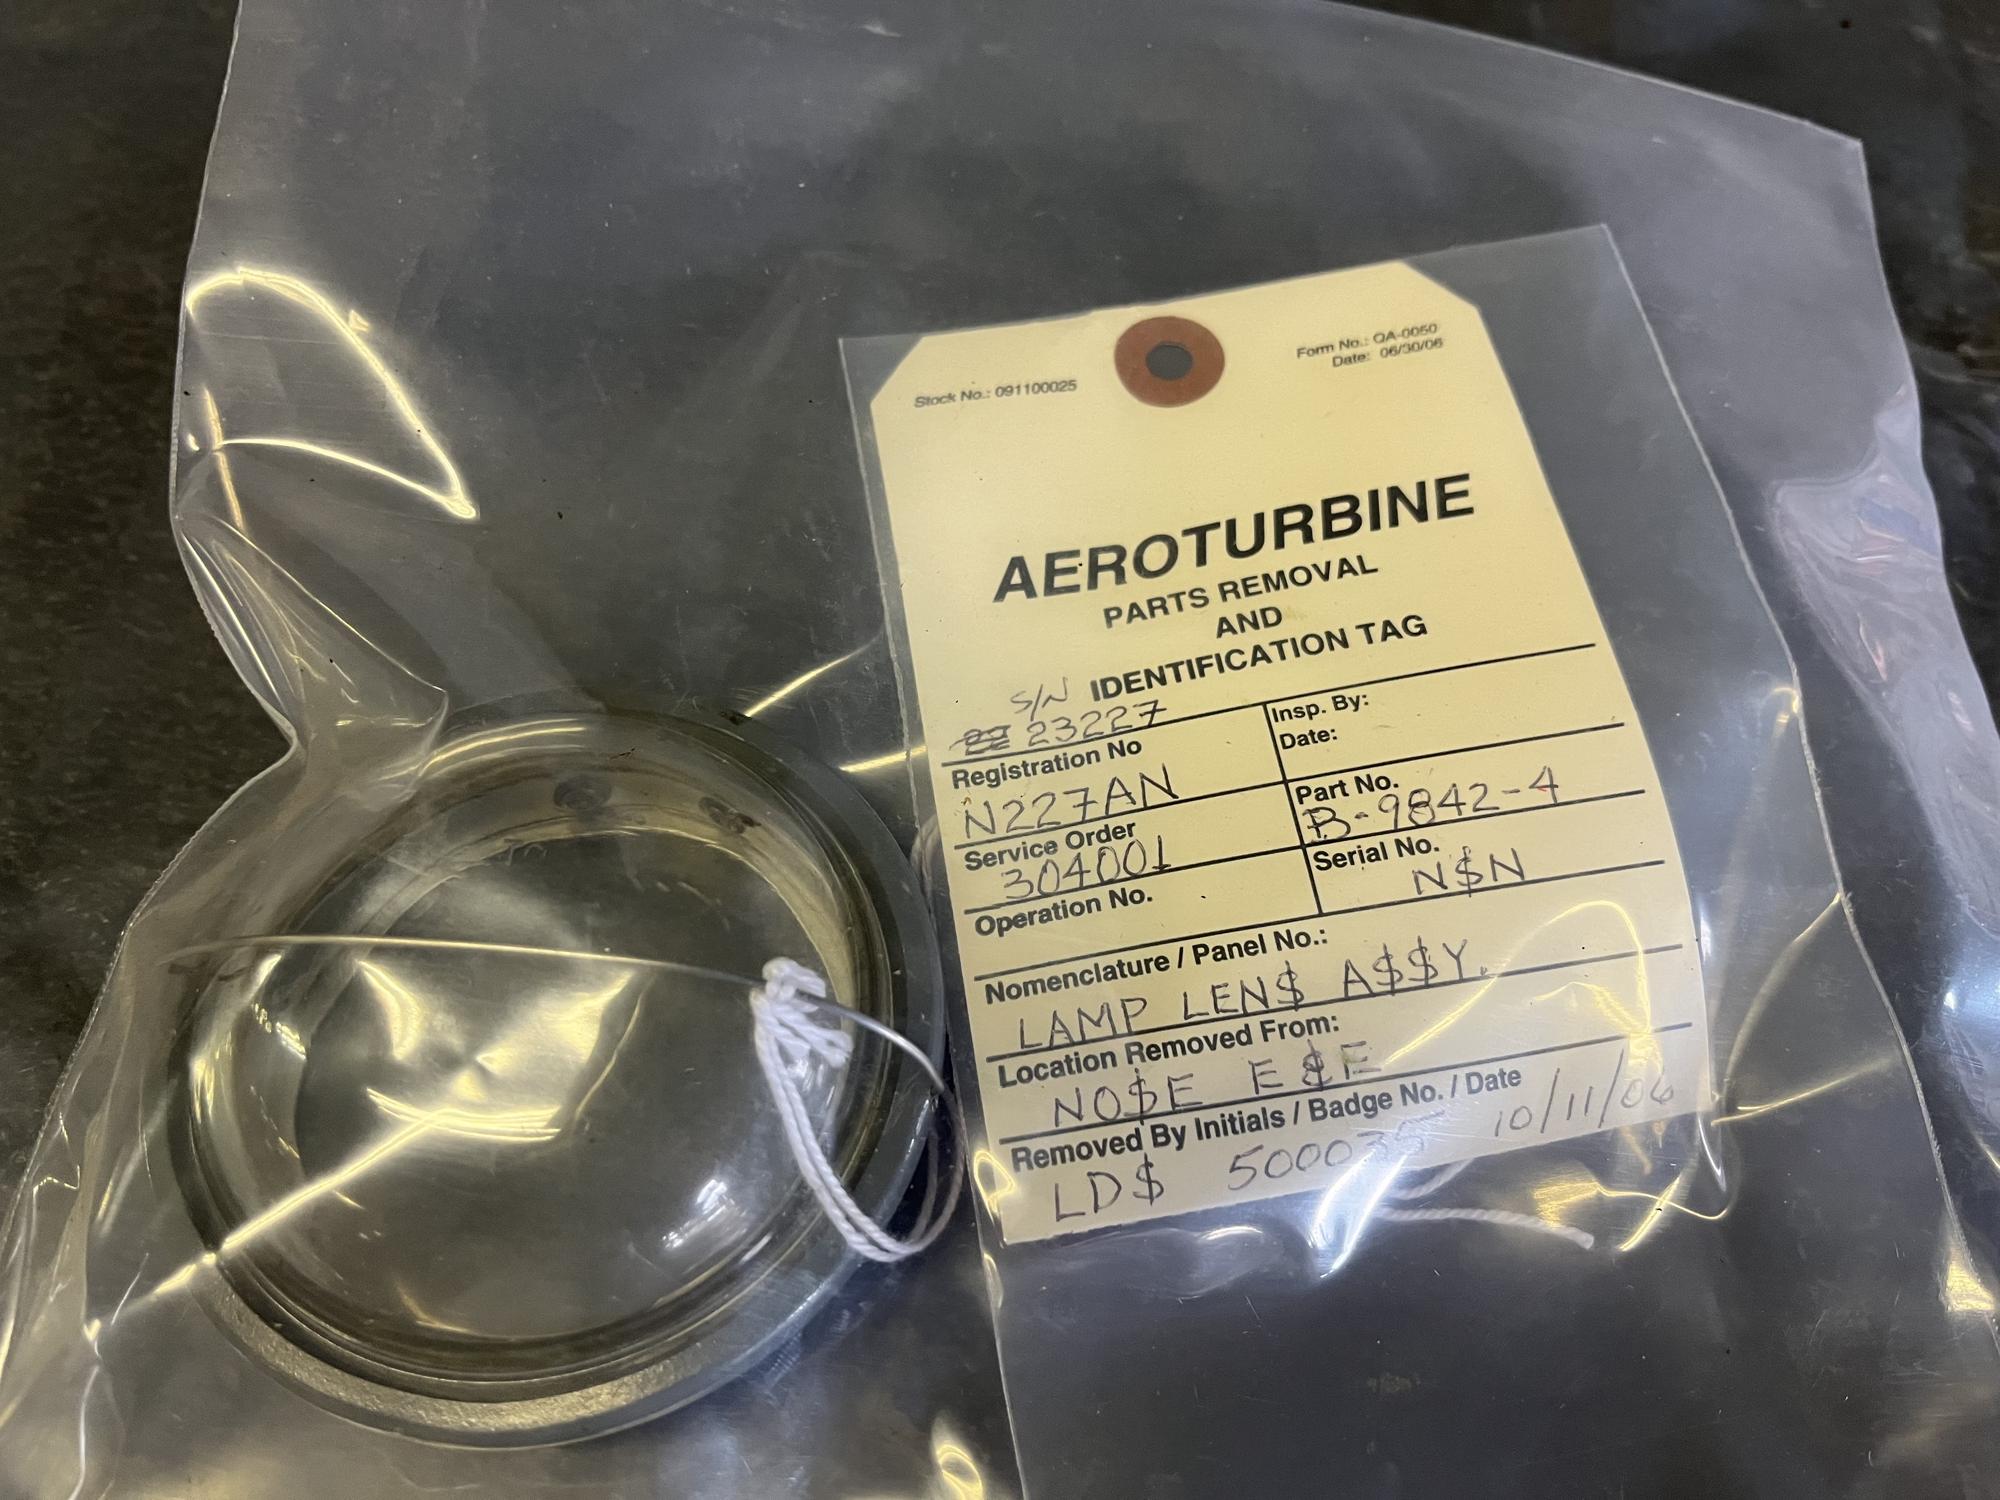 Stock No.: 091100025
Form No.: QA-0050
Date: 06/30/06
AEROTURBINE
PARTS REMOVAL
AND
IDENTIFICATION TAG
S/N
23227
Registration No
N227AN
Insp. By:
Date:
Service Order
304001
Part No.
B-9842-4
Operation No.
Serial No.
N$N
Nomenclature / Panel No.:
LAMP LEN$ A$$Y.
Location Removed From:
NO$E E&E
Removed By Initials / Badge No. / Date
LD$ 500035 10/11/06